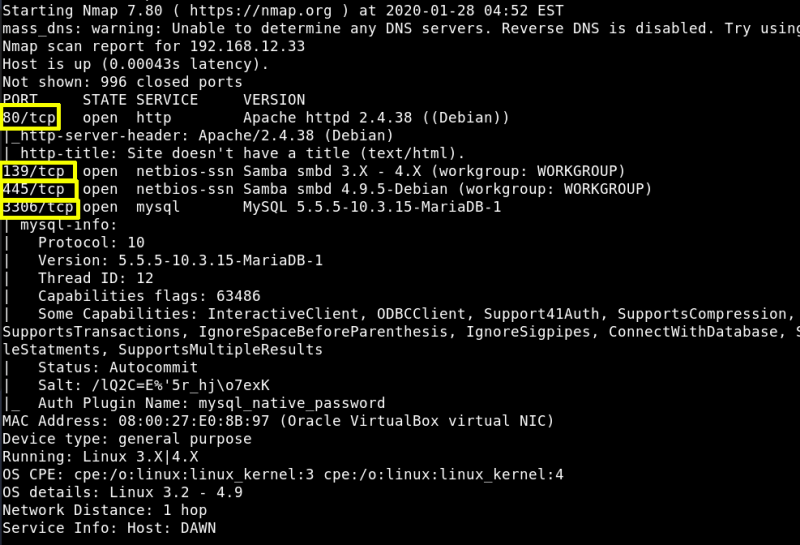 Starting Nmap 7.80 ( https://nmap.org ) at 2020-01-28 04:52 EST
mass_dns: warning: Unable to determine any DNS servers. Reverse DNS is disabled. Try using
Nmap scan report for 192.168.12.33
Host is up (0.00043s latency).
Not shown: 996 closed ports
PORT     STATE SERVICE     VERSION
80/tcp   open  http        Apache httpd 2.4.38 ((Debian))
|_http-server-header: Apache/2.4.38 (Debian)
| http-title: Site doesn't have a title (text/html).
139/tcp  open  netbios-ssn Samba smbd 3.X - 4.X (workgroup: WORKGROUP)
445/tcp  open  netbios-ssn Samba smbd 4.9.5-Debian (workgroup: WORKGROUP)
3306/tcp open  mysql       MySQL 5.5.5-10.3.15-MariaDB-1
| mysql-info:
|   Protocol: 10
|   Version: 5.5.5-10.3.15-MariaDB-1
|   Thread ID: 12
|   Capabilities flags: 63486
|   Some Capabilities: InteractiveClient, ODBCClient, Support41Auth, SupportsCompression,
SupportsTransactions, IgnoreSpaceBeforeParenthesis, IgnoreSigpipes, ConnectWithDatabase, S
leStatments, SupportsMultipleResults
|   Status: Autocommit
|   Salt: /lQ2C=E%'5r_hj\o7exK
|_  Auth Plugin Name: mysql_native_password
MAC Address: 08:00:27:E0:8B:97 (Oracle VirtualBox virtual NIC)
Device type: general purpose
Running: Linux 3.X|4.X
OS CPE: cpe:/o:linux:linux_kernel:3 cpe:/o:linux:linux_kernel:4
OS details: Linux 3.2 - 4.9
Network Distance: 1 hop
Service Info: Host: DAWN